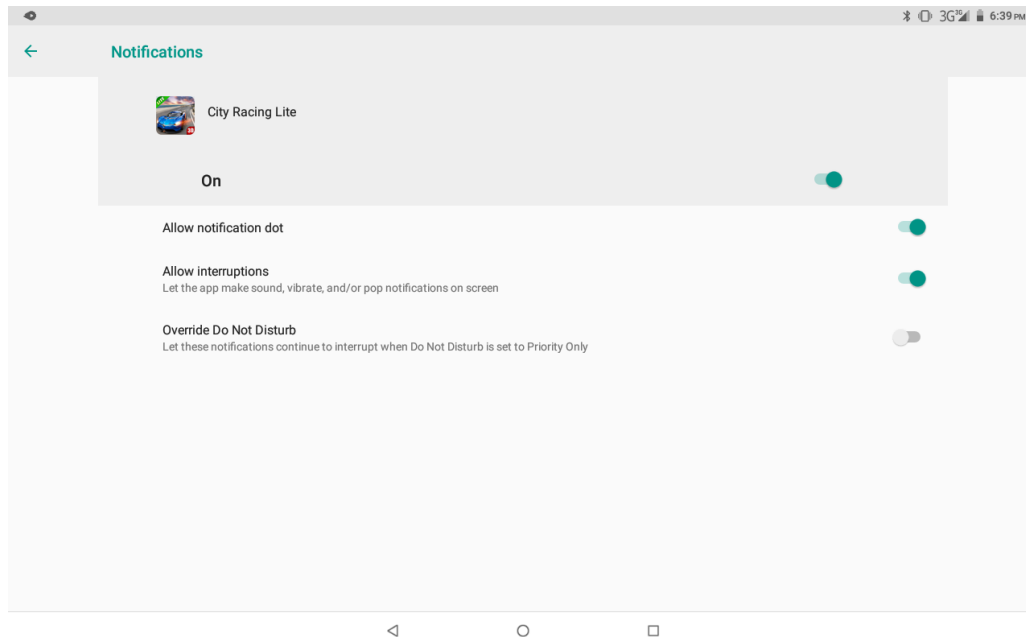 3G 3G 6:39 PM
Notifications
City Racing Lite
On
Allow notification dot
Allow interruptions
Let the app make sound, vibrate, and/or pop notifications on screen
Override Do Not Disturb
Let these notifications continue to interrupt when Do Not Disturb is set to Priority Only